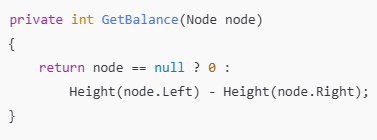 private int GetBalance(Node node)
{
    return node == null ? 0 :
        Height(node.Left) - Height(node.Right);
}